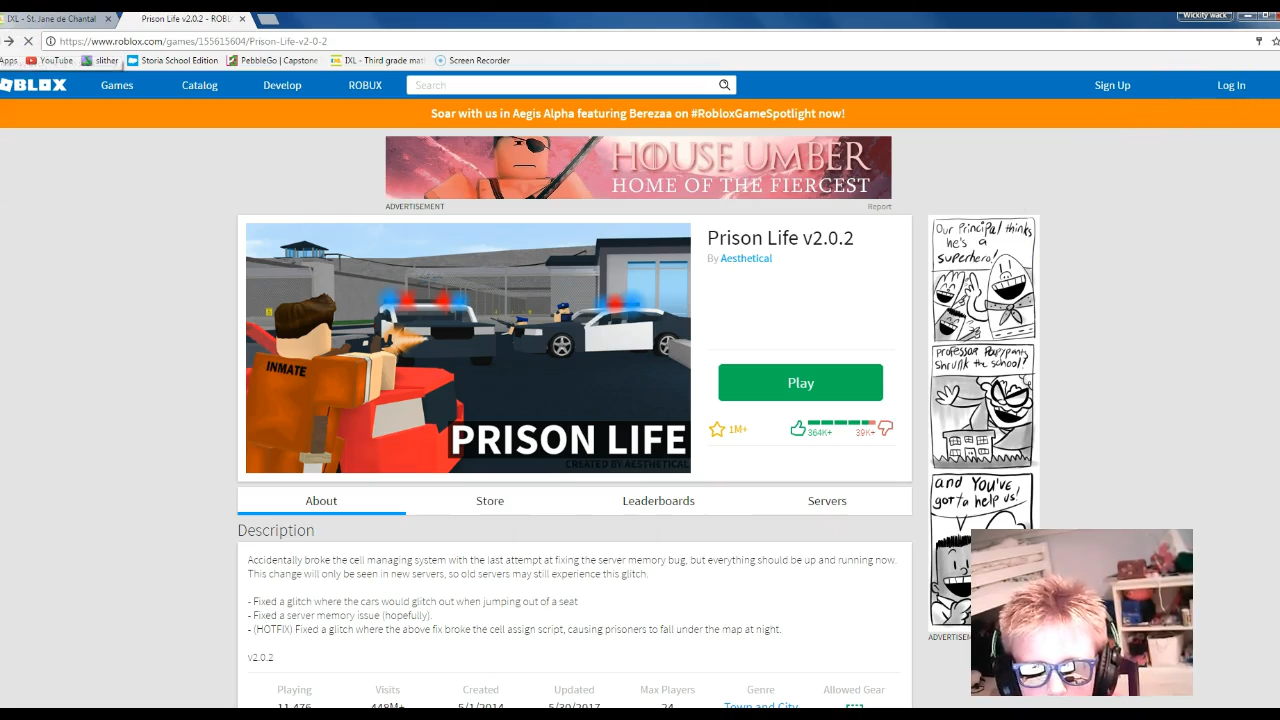 IXL - St. Jane de Chantal
Prison Life v2.0.2 - ROBL
Wickity wack
https://www.roblox.com/games/155615604/Prison-Life-v2-0-2
Apps YouTube slither Storia School Education PebbleGo | Capstone IXL - Third grade mat Screen Recorder
ROBLOX Games Catalog Develop ROBUX Search Sign Up Log In
Soar with us in Aegis Alpha featuring Berezaa on #RobloxGameSpotlight now!
HOUSE UMBER
HOME OF THE FIERCEST
ADVERTISEMENT Report
INMATE
PRISON LIFE
CREATED BY AESTHETICAL
Prison Life v2.0.2
By Aesthetical
Play
1M+ 364K+ 39K+
Our Principal thinks
he's a
superhero!
Professor Poopypants
shrunk the school?
and You've
gotta help us!
About Store Leaderboards Servers
Description
Accidentally broke the cell managing system with the last attempt at fixing the server memory bug, but everything should be up and running now.
This change will only be seen in new servers, so old servers may still experience this glitch.
- Fixed a glitch where the cars would glitch out when jumping out of a seat
- Fixed a server memory issue (hopefully).
- (HOTFIX) Fixed a glitch where the above fix broke the cell assign script, causing prisoners to fall under the map at night.
v2.0.2
ADVERTISEM
Playing Visits Created Updated Max Players Genre Allowed Gear
11,476 448M+ 5/1/2014 5/30/2017 24 Town and City